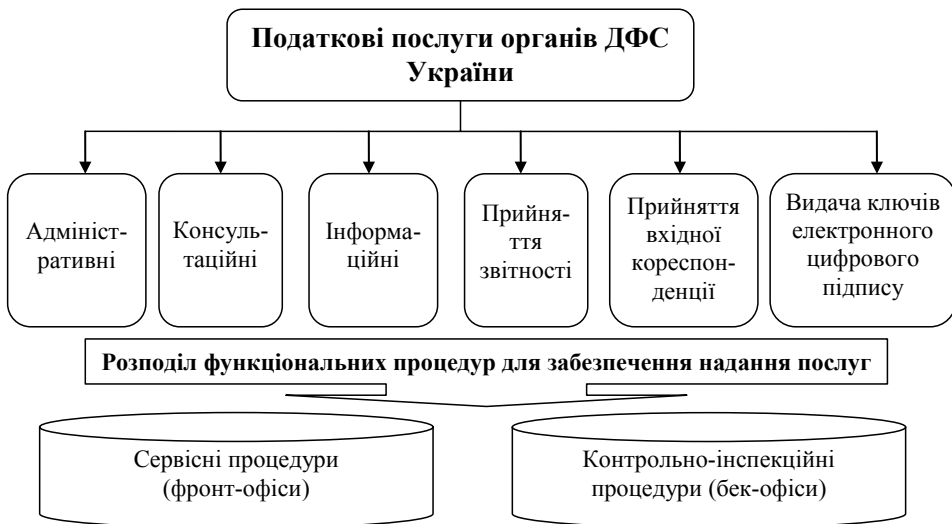 Податкові послуги органів ДФС
України
Адмініст-
ративні
Консуль-
таційні
Інформа-
ційні
Прийня-
ття
звітності
Прийняття
вхідної
кореспон-
денції
Видача ключів
електронного
цифрового
підпису
Розподіл функціональних процедур для забезпечення надання послуг
Сервісні процедури
(фронт-офіси)
Контрольно-інспекційні
процедури (бек-офіси)